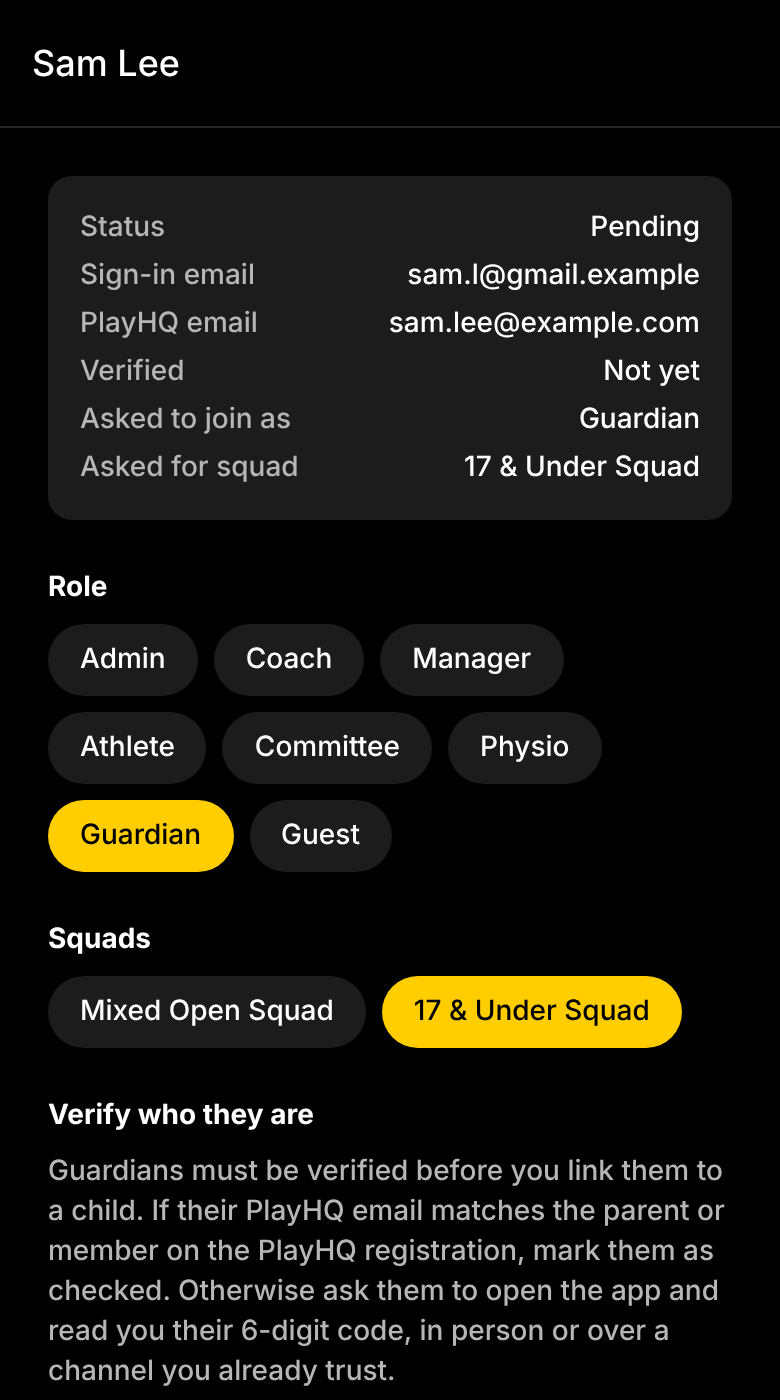 Sam Lee
Status Pending
Sign-in email sam.l@gmail.example
PlayHQ email sam.lee@example.com
Verified Not yet
Asked to join as Guardian
Asked for squad 17 & Under Squad
Role
Admin Coach Manager
Athlete Committee Physio
Guardian Guest
Squads
Mixed Open Squad 17 & Under Squad
Verify who they are
Guardians must be verified before you link them to
a child. If their PlayHQ email matches the parent or
member on the PlayHQ registration, mark them as
checked. Otherwise ask them to open the app and
read you their 6-digit code, in person or over a
channel you already trust.